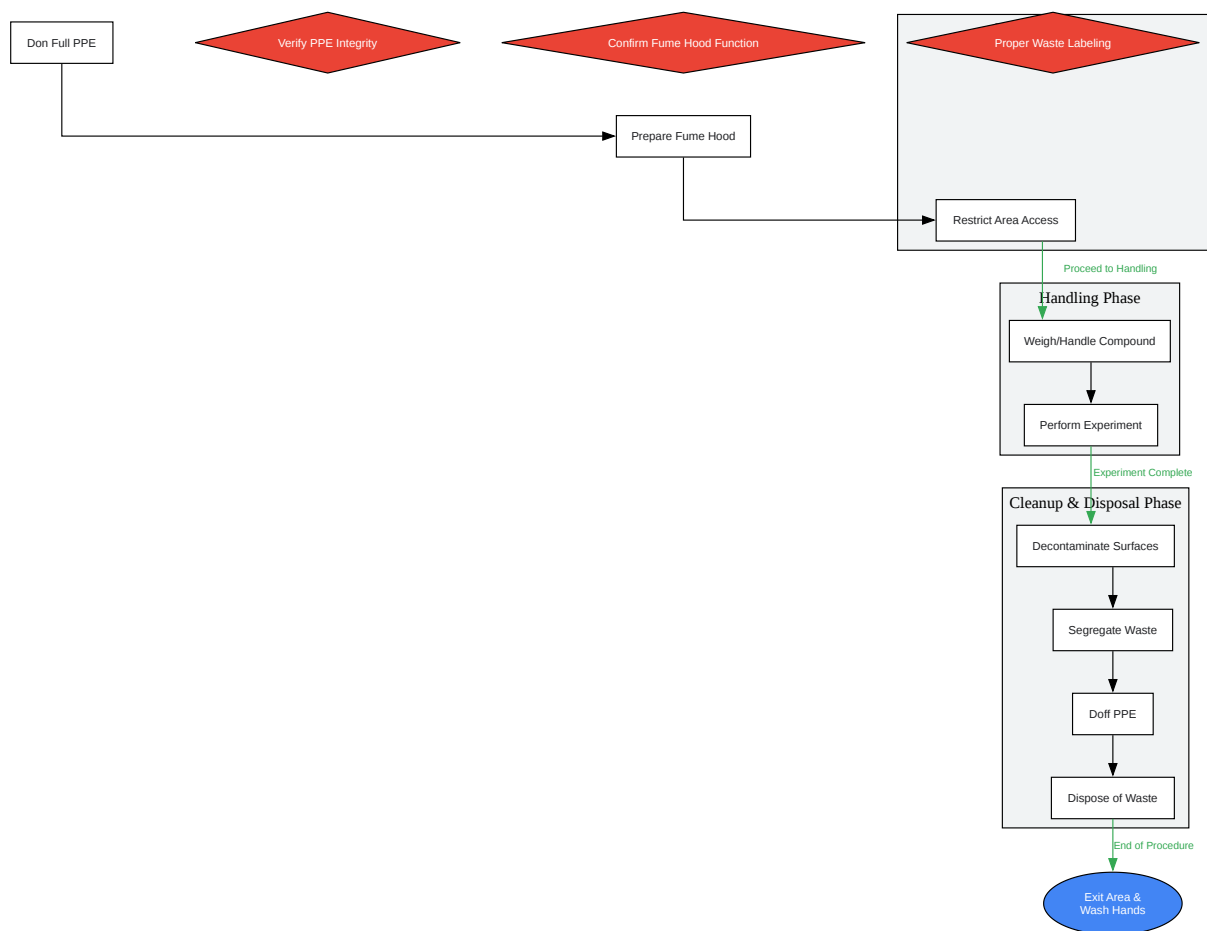 Don Full PPE
Verify PPE Integrity
Confirm Fume Hood Function
Proper Waste Labeling
Prepare Fume Hood
Restrict Area Access
Proceed to Handling
Handling Phase
Weigh/Handle Compound
Perform Experiment
Experiment Complete
Cleanup & Disposal Phase
Decontaminate Surfaces
Segregate Waste
Doff PPE
Dispose of Waste
End of Procedure
Exit Area &
Wash Hands